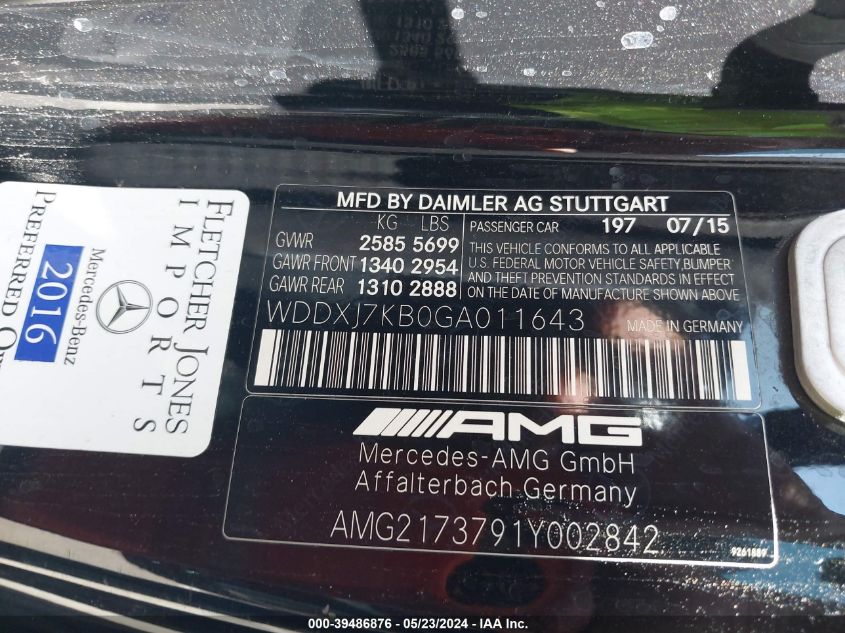 MFD BY DAIMLER AG STUTTGART
KG LBS
GVWR 2585 5699
GAWR FRONT 1340 2954
GAWR REAR 1310 2888
PASSENGER CAR 197 07/15
THIS VEHICLE CONFORMS TO ALL APPLICABLE
U.S. FEDERAL MOTOR VEHICLE SAFETY, BUMPER
AND THEFT PREVENTION STANDARDS IN EFFECT
ON THE DATE OF MANUFACTURE SHOWN ABOVE
WDDXJ7KB0GA011643 MADE IN GERMANY
AMG
Mercedes-AMG GmbH
Affalterbach Germany
AMG2173791Y002842
9261889
FLETCHER JONES
IMPORTS
Mercedes-Benz
2016
PREFERRED
000-39486876 / 05/23/2024 - IAA Inc.